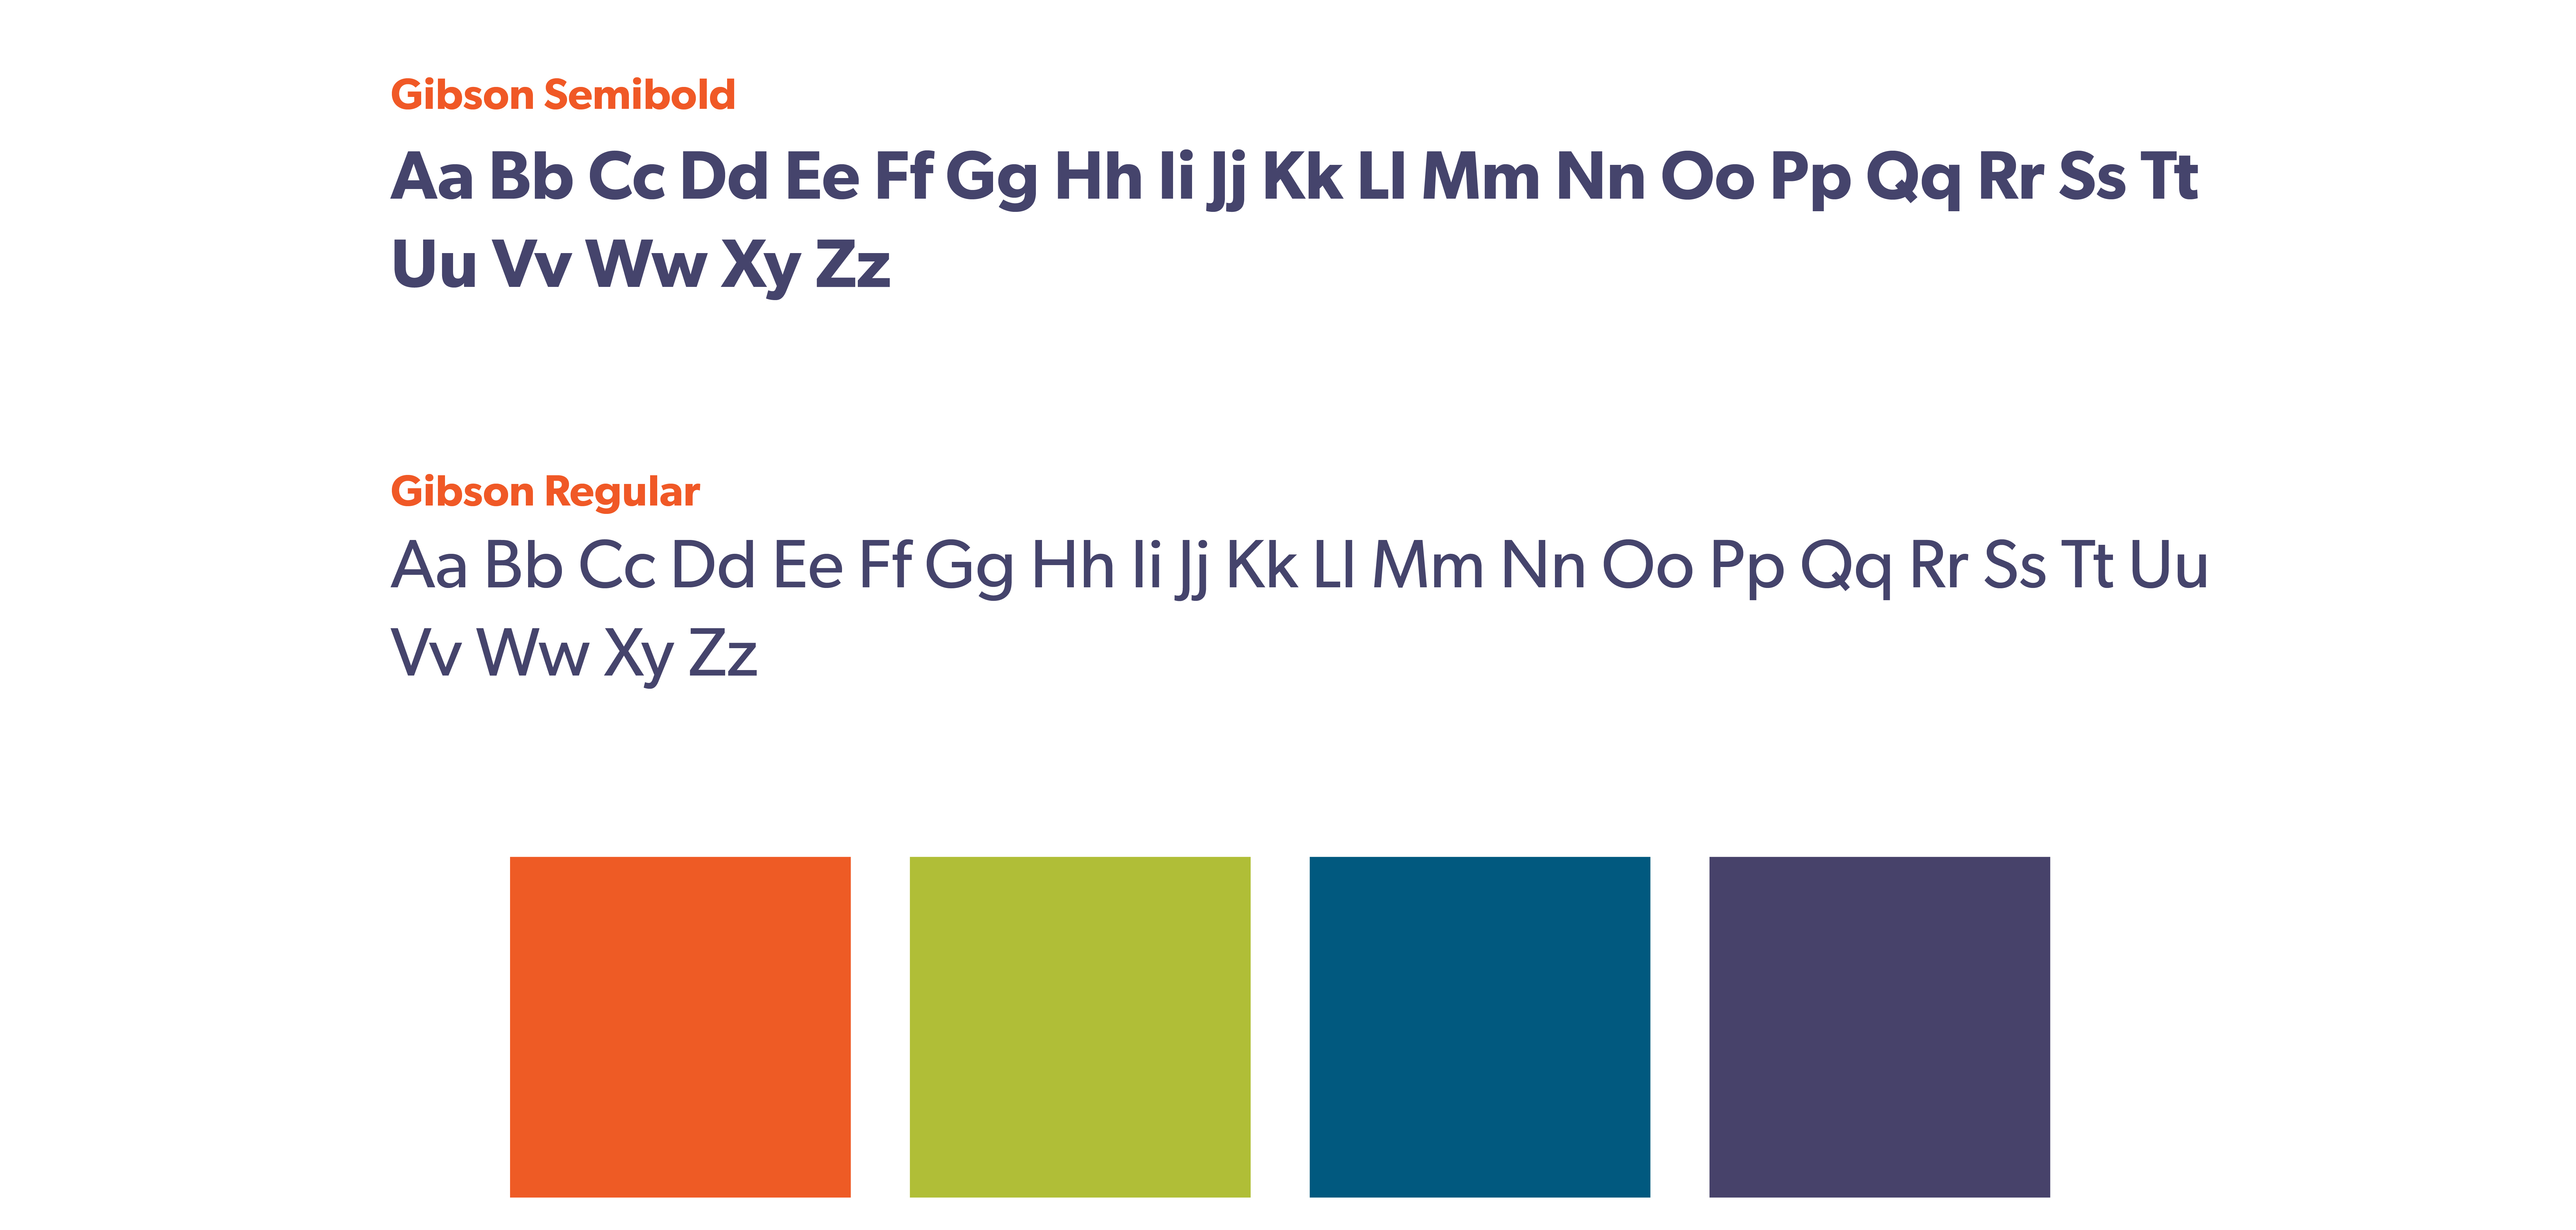 Gibson Semibold
Aa Bb Cc Dd Ee Ff Gg Hh Ii Jj Kk Ll Mm Nn Oo Pp Qq Rr Ss Tt
Uu Vv Ww Xy Zz
Gibson Regular
Aa Bb Cc Dd Ee Ff Gg Hh Ii Jj Kk Ll Mm Nn Oo Pp Qq Rr Ss Tt Uu
Vv Ww Xy Zz